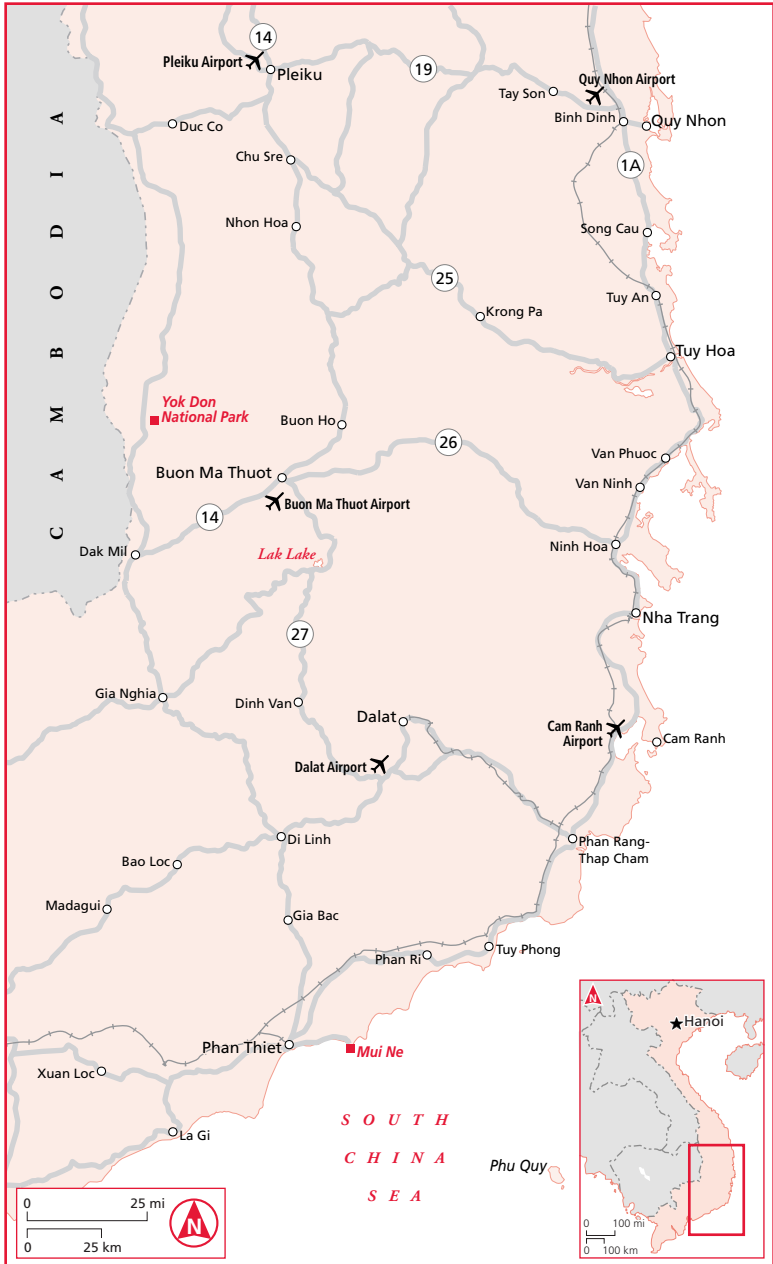 14
Pleiku Airport
Pleiku
19
Quy Nhon Airport
Tay Son
Binh Dinh
Quy Nhon
Duc Co
Chu Sre
1A
Nhon Hoa
Song Cau
25
Tuy An
Krong Pa
Tuy Hoa
CAMBODIA
Yok Don
National Park
Buon Ho
26
Van Phuoc
Buon Ma Thuot
Van Ninh
Buon Ma Thuot Airport
14
Dak Mil
Lak Lake
Ninh Hoa
Nha Trang
27
Gia Nghia
Dinh Van
Dalat
Cam Ranh
Airport
Cam Ranh
Dalat Airport
Di Linh
Phan Rang-
Thap Cham
Bao Loc
Madagui
Gia Bac
Tuy Phong
Phan Ri
Phan Thiet
Mui Ne
Xuan Loc
La Gi
SOUTH
CHINA
SEA
Phu Quy
0 25 mi
0 25 km
N
N
Hanoi
0 100 mi
0 100 km